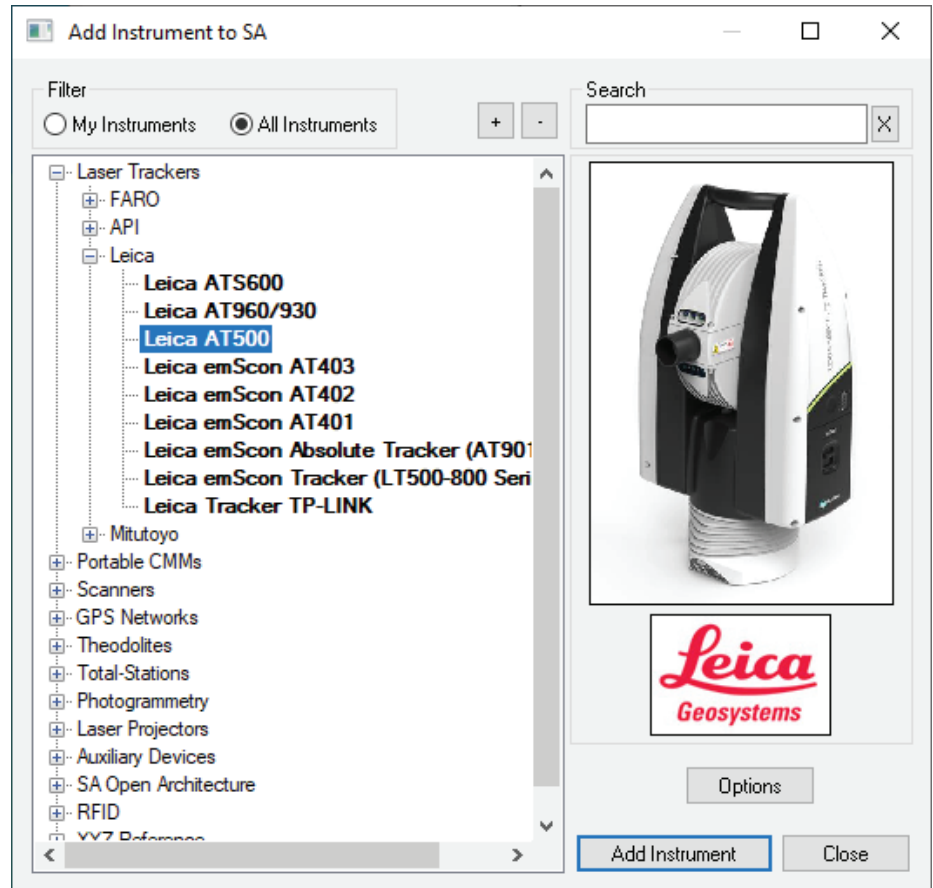 Add Instrument to SA
Filter
My Instruments
All Instruments
+
-
Search
X
Laser Trackers
FARO
API
Leica
Leica ATS600
Leica AT960/930
Leica AT500
Leica emScon AT403
Leica emScon AT402
Leica emScon AT401
Leica emScon Absolute Tracker (AT901
Leica emScon Tracker (LT500-800 Seri
Leica Tracker TP-LINK
Mitutoyo
Portable CMMs
Scanners
GPS Networks
Theodolites
Total-Stations
Photogrammetry
Laser Projectors
Auxiliary Devices
SA Open Architecture
RFID
XYZ Reference
Leica
Geosystems
Options
Add Instrument
Close